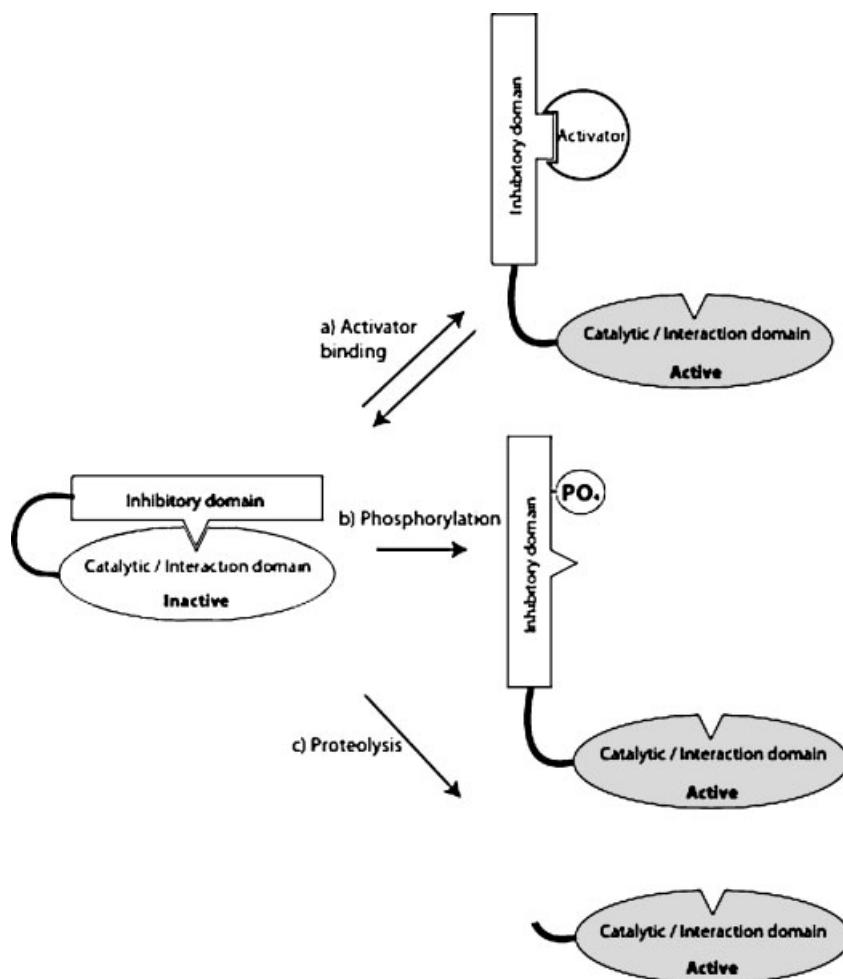 Inhibitory domain
Activator
a) Activator
binding
Catalytic / Interaction domain
Active
Inhibitory domain
Catalytic / Interaction domain
Inactive
b) Phosphorylation
Inhibitory domain
PO₄
Catalytic / Interaction domain
Active
c) Proteolysis
Catalytic / Interaction domain
Active